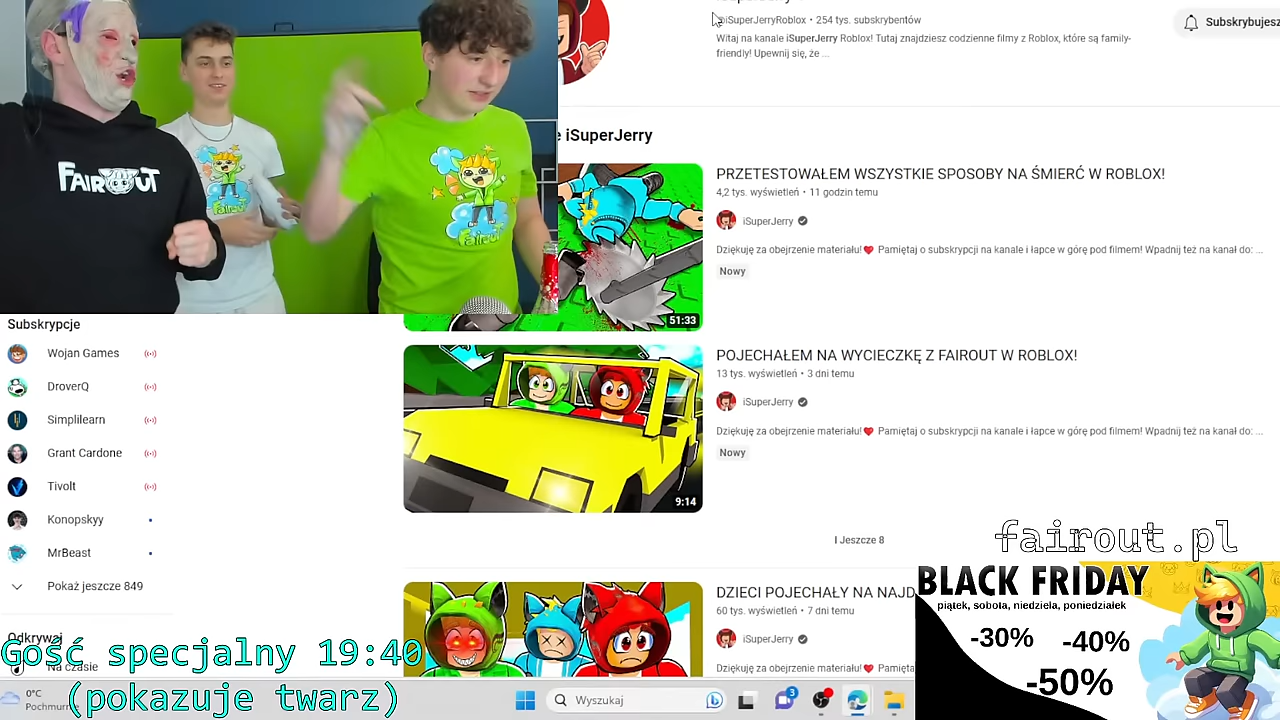 @iSuperJerryRoblox • 254 tys. subskrybentów
Subskrybujesz
Witaj na kanale iSuperJerry Roblox! Tutaj znajdziesz codzienne filmy z Roblox, które są family-
friendly! Upewnij się, że ...
iSuperJerry
FAIROUT
Fairout
PRZETESTOWAŁEM WSZYSTKIE SPOSOBY NA ŚMIERĆ W ROBLOX!
4,2 tys. wyświetleń • 11 godzin temu
iSuperJerry
Dziękuję za obejrzenie materiału!❤️ Pamiętaj o subskrypcji na kanale i łapce w górę pod filmem! Wpadnij też na kanał do: ...
Nowy
51:33
Subskrypcje
Wojan Games
DroverQ
Simplilearn
Grant Cardone
Tivolt
Konopskyy
MrBeast
Pokaż jeszcze 849
POJECHAŁEM NA WYCIECZKĘ Z FAIROUT W ROBLOX!
13 tys. wyświetleń • 3 dni temu
iSuperJerry
Dziękuję za obejrzenie materiału!❤️ Pamiętaj o subskrypcji na kanale i łapce w górę pod filmem! Wpadnij też na kanał do: ...
Nowy
9:14
I Jeszcze 8
DZIECI POJECHAŁY NA NAJD
60 tys. wyświetleń • 7 dni temu
iSuperJerry
Dziękuję za obejrzenie materiału!❤️ Pamięta
fairout.pl
BLACK FRIDAY
piątek, sobota, niedziela, poniedziałek
-30% -40%
-50%
Odkrywaj
Gość specjalny 19:40
Na czasie
(pokazuje twarz)
0°C
Pochmurn
Wyszukaj
3